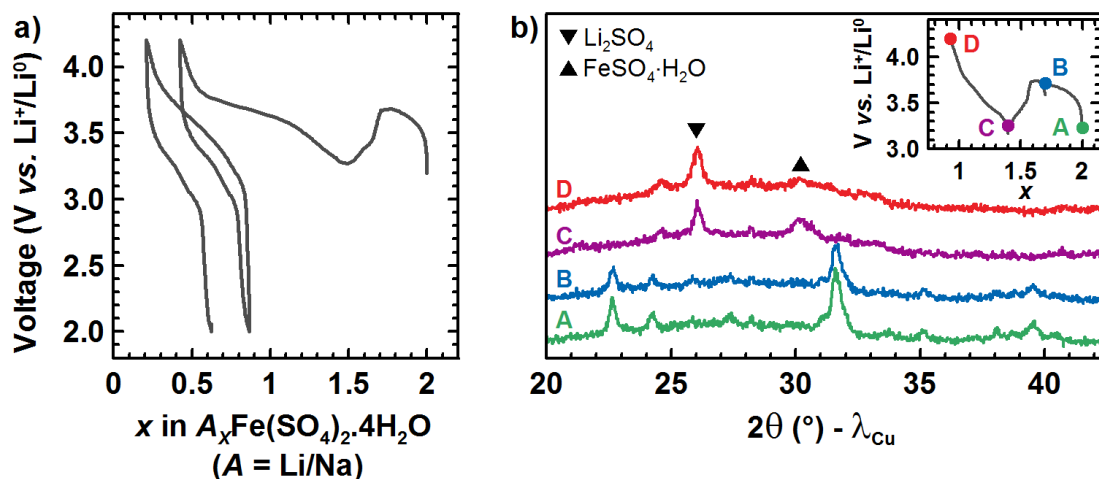 a)
Voltage (V vs. Li⁺/Li⁰)
4.0
3.5
3.0
2.5
2.0
0 0.5 1 1.5 2
x in AₓFe(SO₄)₂.4H₂O
(A = Li/Na)
b)
▼ Li₂SO₄
▲ FeSO₄·H₂O
V vs. Li⁺/Li⁰
4.0
3.5
3.0
D
B
C
A
1 1.5 2
x
D
C
B
A
20 25 30 35 40
2θ (°) - λCu